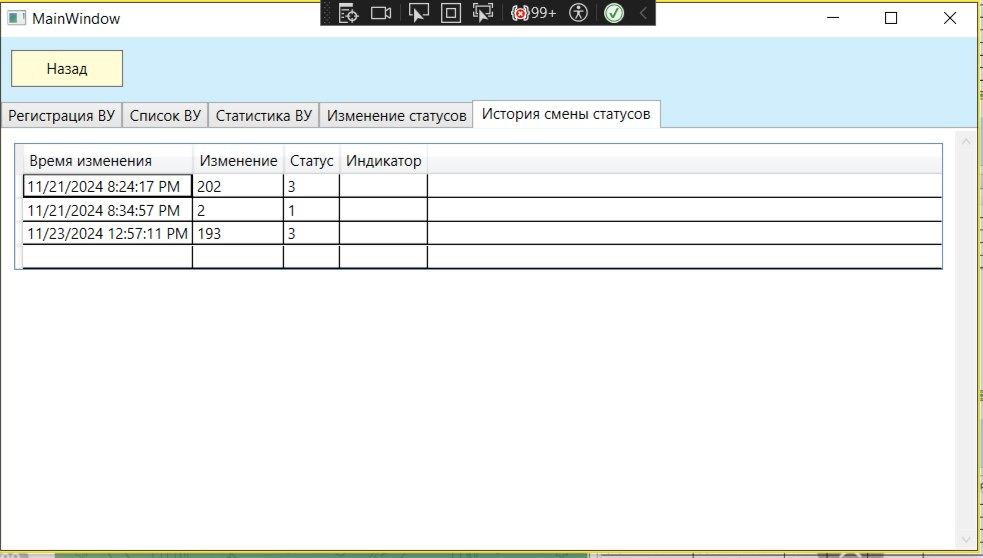 MainWindow
99+
Назад
Регистрация ВУ Список ВУ Статистика ВУ Изменение статусов История смены статусов
Время изменения Изменение Статус Индикатор
11/21/2024 8:24:17 PM 202 3
11/21/2024 8:34:57 PM 2 1
11/23/2024 12:57:11 PM 193 3